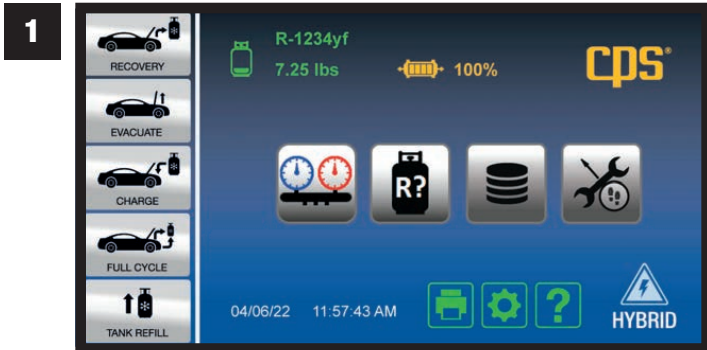 1
RECOVERY
EVACUATE
CHARGE
FULL CYCLE
TANK REFILL
R-1234yf
7.25 lbs
100%
cps®
R?
04/06/22 11:57:43 AM
?
HYBRID